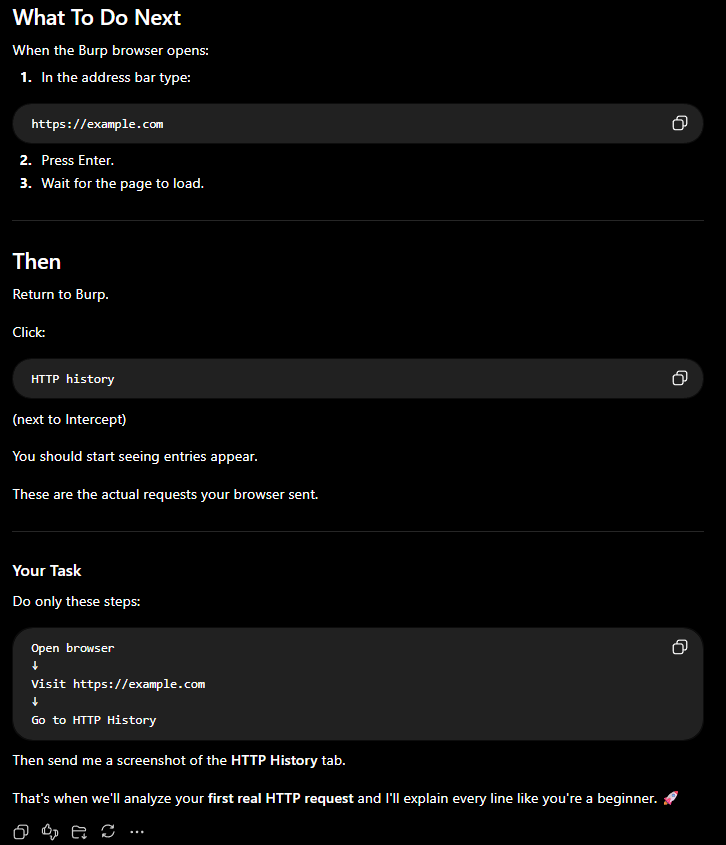 What To Do Next
When the Burp browser opens:
1. In the address bar type:
https://example.com
2. Press Enter.
3. Wait for the page to load.
Then
Return to Burp.
Click:
HTTP history
(next to Intercept)
You should start seeing entries appear.
These are the actual requests your browser sent.
Your Task
Do only these steps:
Open browser
↓
Visit https://example.com
↓
Go to HTTP History
Then send me a screenshot of the HTTP History tab.
That's when we'll analyze your first real HTTP request and I'll explain every line like you're a beginner. 🚀